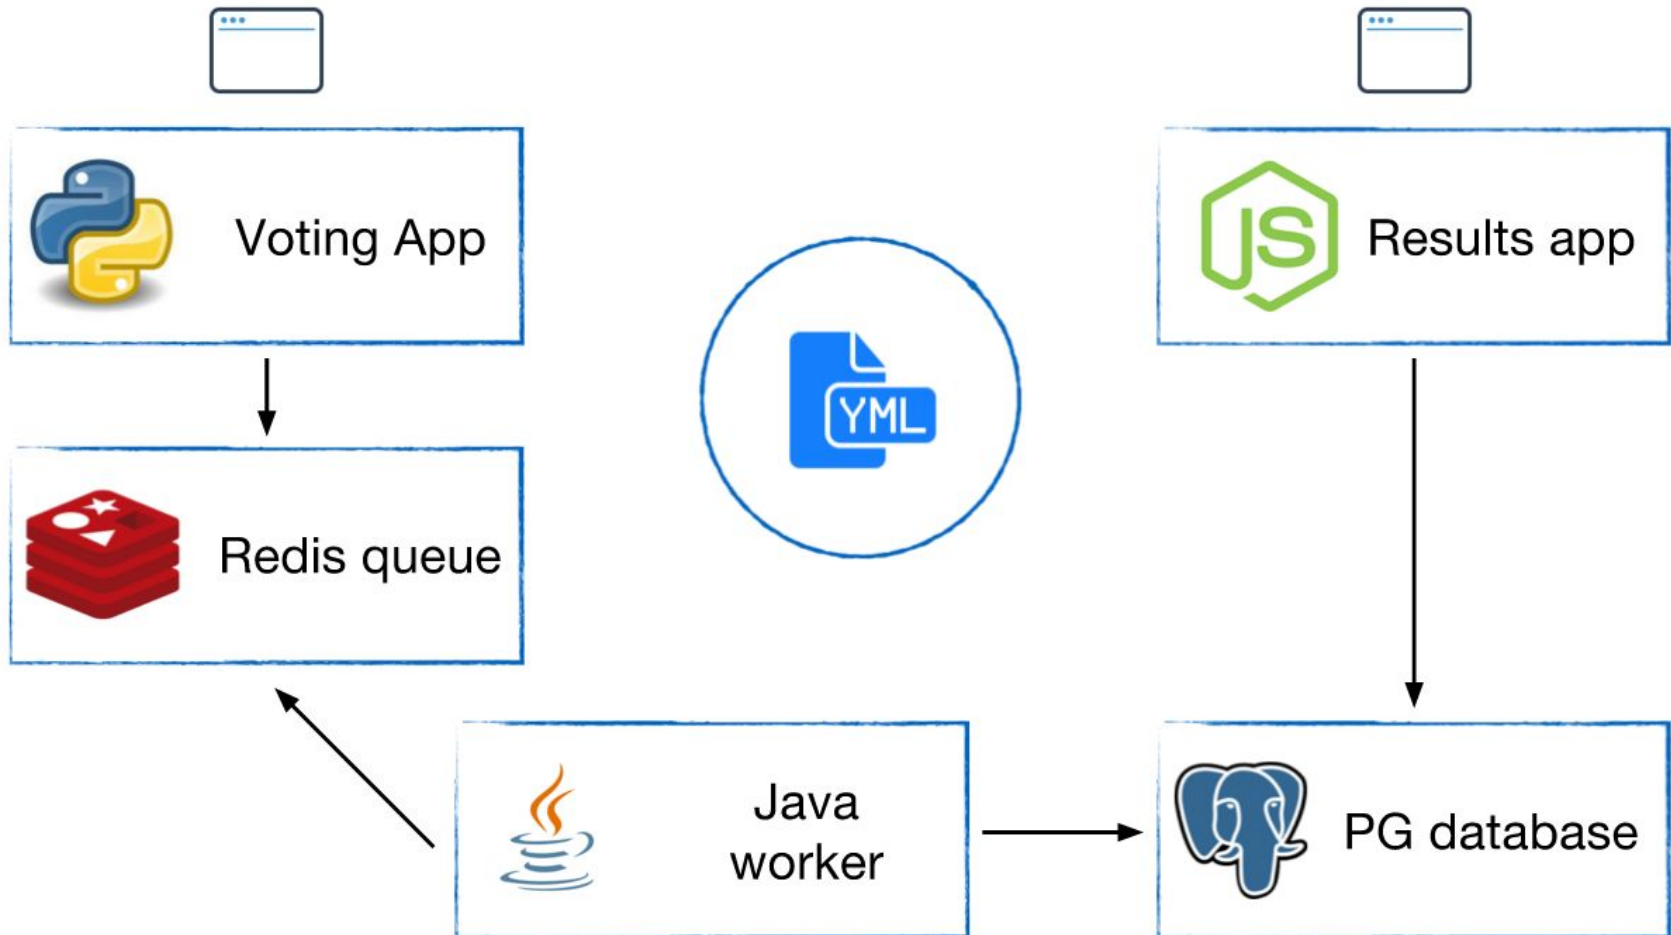 Voting App
JS
Results app
YML
Redis queue
Java
worker
PG database